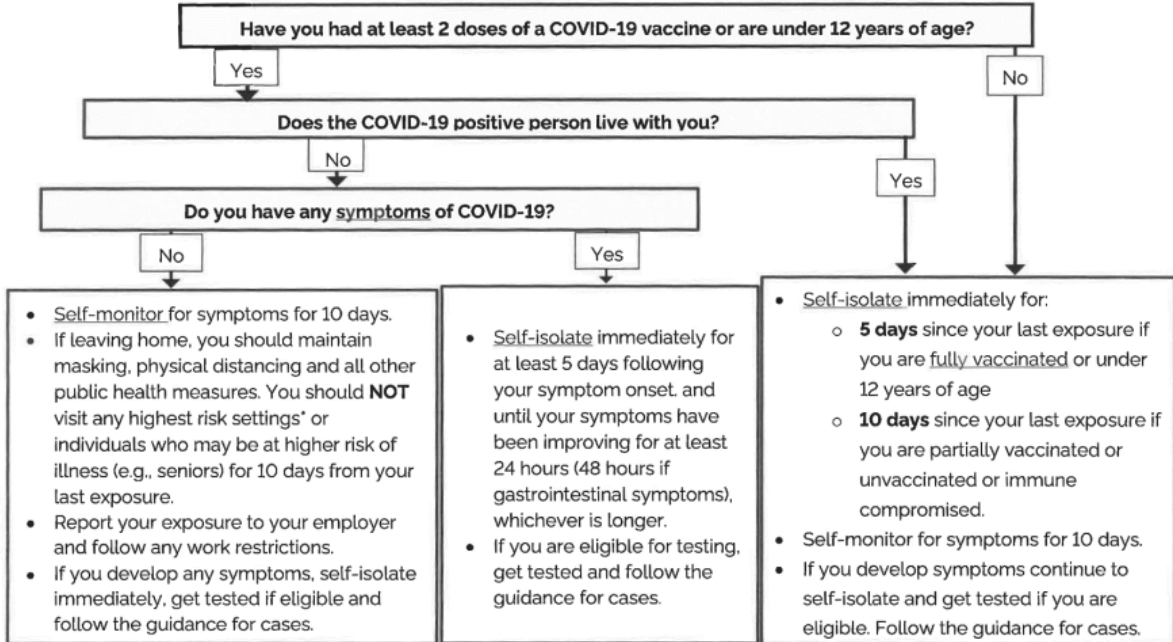 Have you had at least 2 doses of a COVID-19 vaccine or are under 12 years of age?
Yes
No
Does the COVID-19 positive person live with you?
No
Yes
Do you have any symptoms of COVID-19?
No
Yes
• Self-monitor for symptoms for 10 days.
• If leaving home, you should maintain
masking, physical distancing and all other
public health measures. You should NOT
visit any highest risk settings* or
individuals who may be at higher risk of
illness (e.g., seniors) for 10 days from your
last exposure.
• Report your exposure to your employer
and follow any work restrictions.
• If you develop any symptoms, self-isolate
immediately, get tested if eligible and
follow the guidance for cases.
• Self-isolate immediately for
at least 5 days following
your symptom onset. and
until your symptoms have
been improving for at least
24 hours (48 hours if
gastrointestinal symptoms),
whichever is longer.
• If you are eligible for testing,
get tested and follow the
guidance for cases.
• Self-isolate immediately for:
o 5 days since your last exposure if
you are fully vaccinated or under
12 years of age
o 10 days since your last exposure if
you are partially vaccinated or
unvaccinated or immune
compromised.
• Self-monitor for symptoms for 10 days.
• If you develop symptoms continue to
self-isolate and get tested if you are
eligible. Follow the guidance for cases.